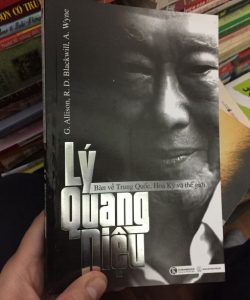 G. Allison, R. D. Blackwill, A. Wyne
Lý
Bàn về Trung Quốc, Hoa Kỳ và thế giới
Quang
Diệu